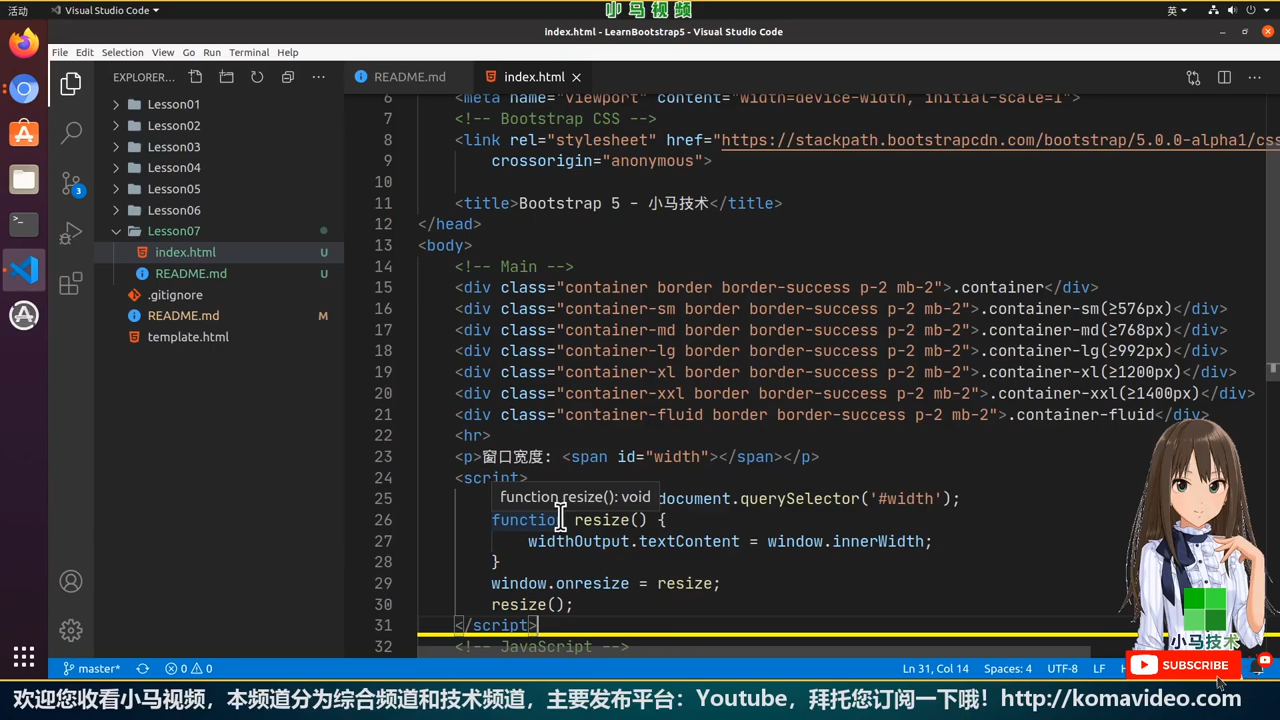 活动
Visual Studio Code
小马视频
英
index.html - LearnBootstrap5 - Visual Studio Code
File Edit Selection View Go Run Terminal Help
EXPLORER...
README.md
index.html
Lesson01
Lesson02
Lesson03
Lesson04
Lesson05
Lesson06
Lesson07
index.html U
README.md U
.gitignore
README.md M
template.html
3
6 <meta name="viewport" content="width=device-width, initial-scale=1">
7 <!-- Bootstrap CSS -->
8 <link rel="stylesheet" href="https://stackpath.bootstrapcdn.com/bootstrap/5.0.0-alpha1/css
9 crossorigin="anonymous">
10
11 <title>Bootstrap 5 - 小马技术</title>
12 </head>
13 <body>
14 <!-- Main -->
15 <div class="container border border-success p-2 mb-2">.container</div>
16 <div class="container-sm border border-success p-2 mb-2">.container-sm(≥576px)</div>
17 <div class="container-md border border-success p-2 mb-2">.container-md(≥768px)</div>
18 <div class="container-lg border border-success p-2 mb-2">.container-lg(≥992px)</div>
19 <div class="container-xl border border-success p-2 mb-2">.container-xl(≥1200px)</div>
20 <div class="container-xxl border border-success p-2 mb-2">.container-xxl(≥1400px)</div>
21 <div class="container-fluid border border-success p-2 mb-2">.container-fluid</div>
22 <hr>
23 <p>窗口宽度: <span id="width"></span></p>
24 <script>
function resize(): void
25 document.querySelector('#width');
26 function resize() {
27 widthOutput.textContent = window.innerWidth;
28 }
29 window.onresize = resize;
30 resize();
31 </script>
32 <!-- JavaScript -->
小马技术
SUBSCRIBE
master* 0 0 Ln 31, Col 14 Spaces: 4 UTF-8 LF
欢迎您收看小马视频，本频道分为综合频道和技术频道，主要发布平台：Youtube，拜托您订阅一下哦！http://komavideo.com